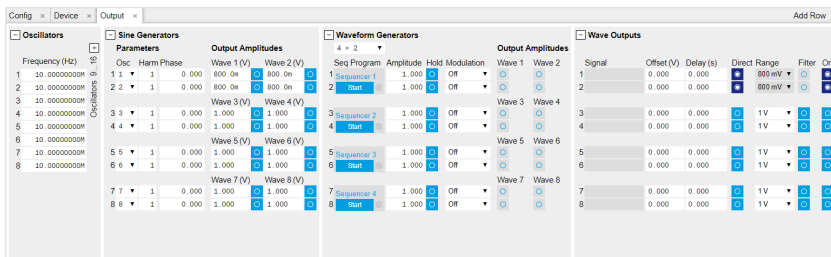 Config × Device × Output × Add Row
Oscillators Sine Generators Waveform Generators Wave Outputs
Parameters Output Amplitudes 4 × 2 Output Amplitudes
Frequency (Hz) Oscillators 9..16 Osc Harm Phase Wave 1 (V) Wave 2 (V) Seq Program Amplitude Hold Modulation Wave 1 Wave 2 Signal Offset (V) Delay (s) Direct Range Filter On
1 10.00000000M 1 1 1 0.000 800.0m 800.0m 1 Sequencer 1 1.000 Off 1 0.000 0.000 800 mV
2 10.00000000M 2 2 1 0.000 800.0m 800.0m 2 Start 1.000 Off 2 0.000 0.000 800 mV
3 10.00000000M Wave 3 (V) Wave 4 (V) Wave 3 Wave 4
4 10.00000000M 3 3 1 0.000 1.000 1.000 3 Sequencer 2 1.000 Off 3 0.000 0.000 1 V
5 10.00000000M 4 4 1 0.000 1.000 1.000 4 Start 1.000 Off 4 0.000 0.000 1 V
6 10.00000000M Wave 5 (V) Wave 6 (V) Wave 5 Wave 6
7 10.00000000M 5 5 1 0.000 1.000 1.000 5 Sequencer 3 1.000 Off 5 0.000 0.000 1 V
8 10.00000000M 6 6 1 0.000 1.000 1.000 6 Start 1.000 Off 6 0.000 0.000 1 V
Wave 7 (V) Wave 8 (V) Wave 7 Wave 8
7 7 1 0.000 1.000 1.000 7 Sequencer 4 1.000 Off 7 0.000 0.000 1 V
8 8 1 0.000 1.000 1.000 8 Start 1.000 Off 8 0.000 0.000 1 V